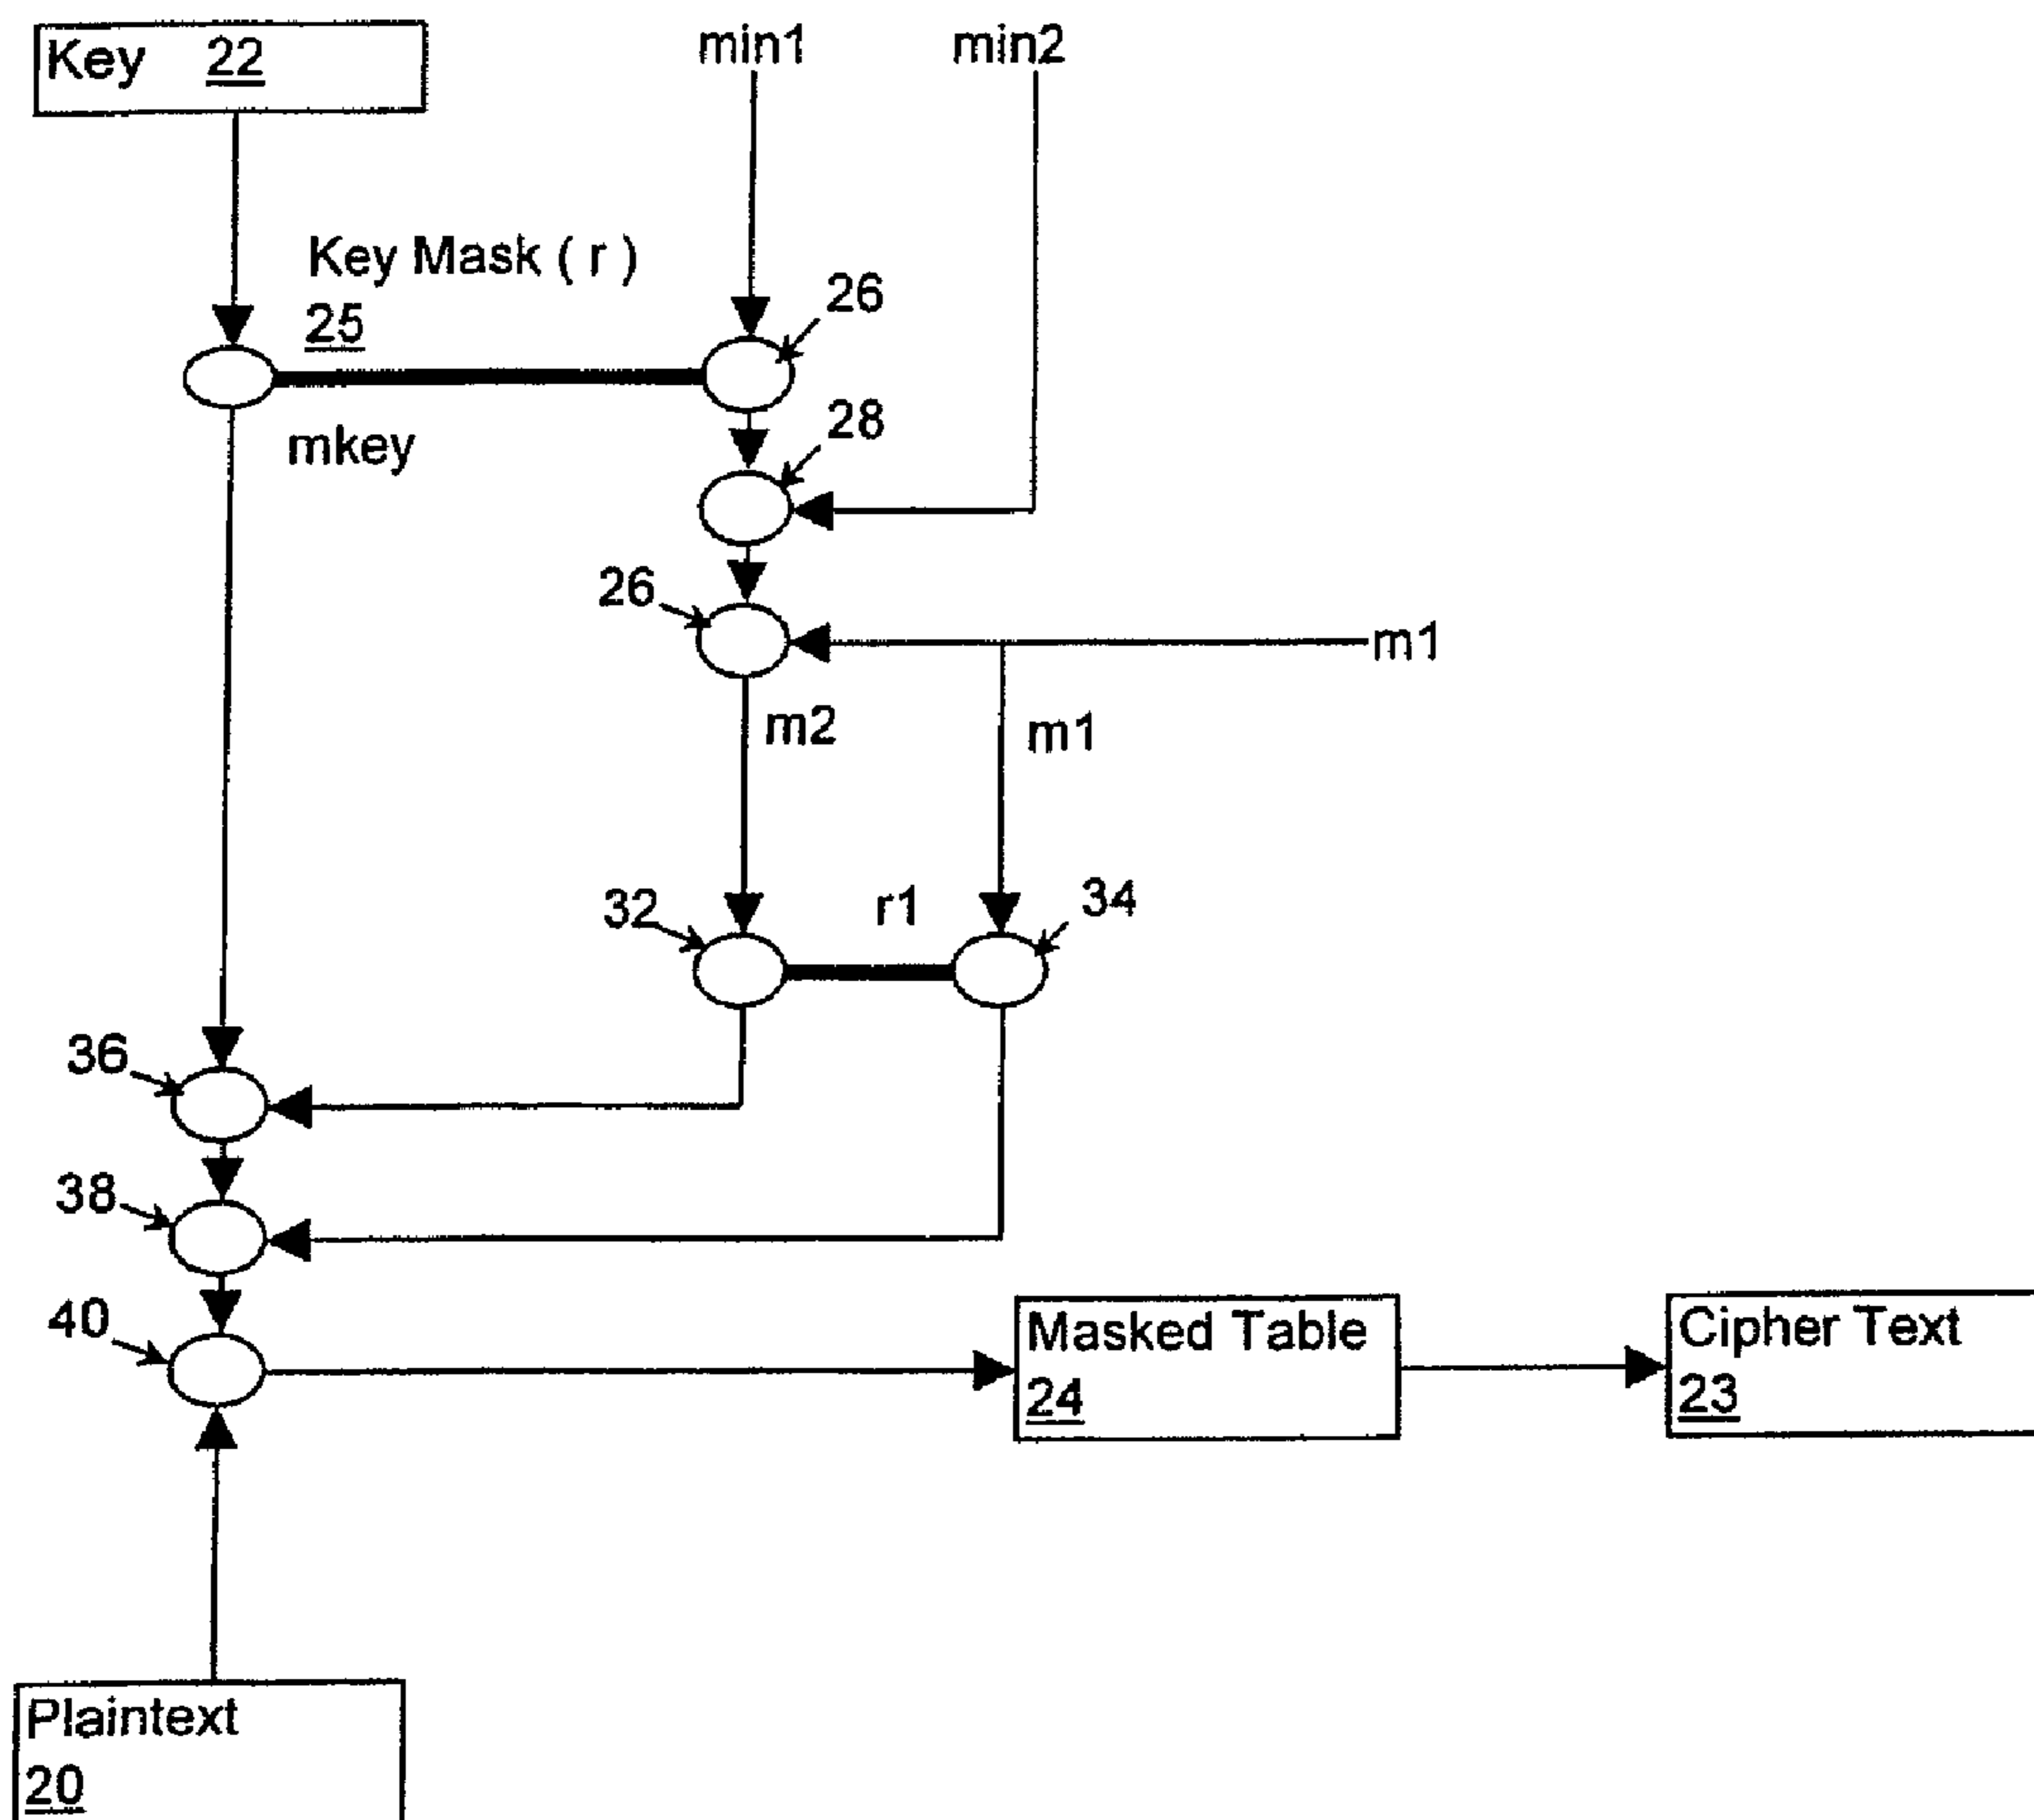 Key 22
min1
min2
Key Mask ( r )
25
26
mkey
28
26
m1
m2
m1
32
r1
34
36
38
40
Masked Table
24
Cipher Text
23
Plaintext
20